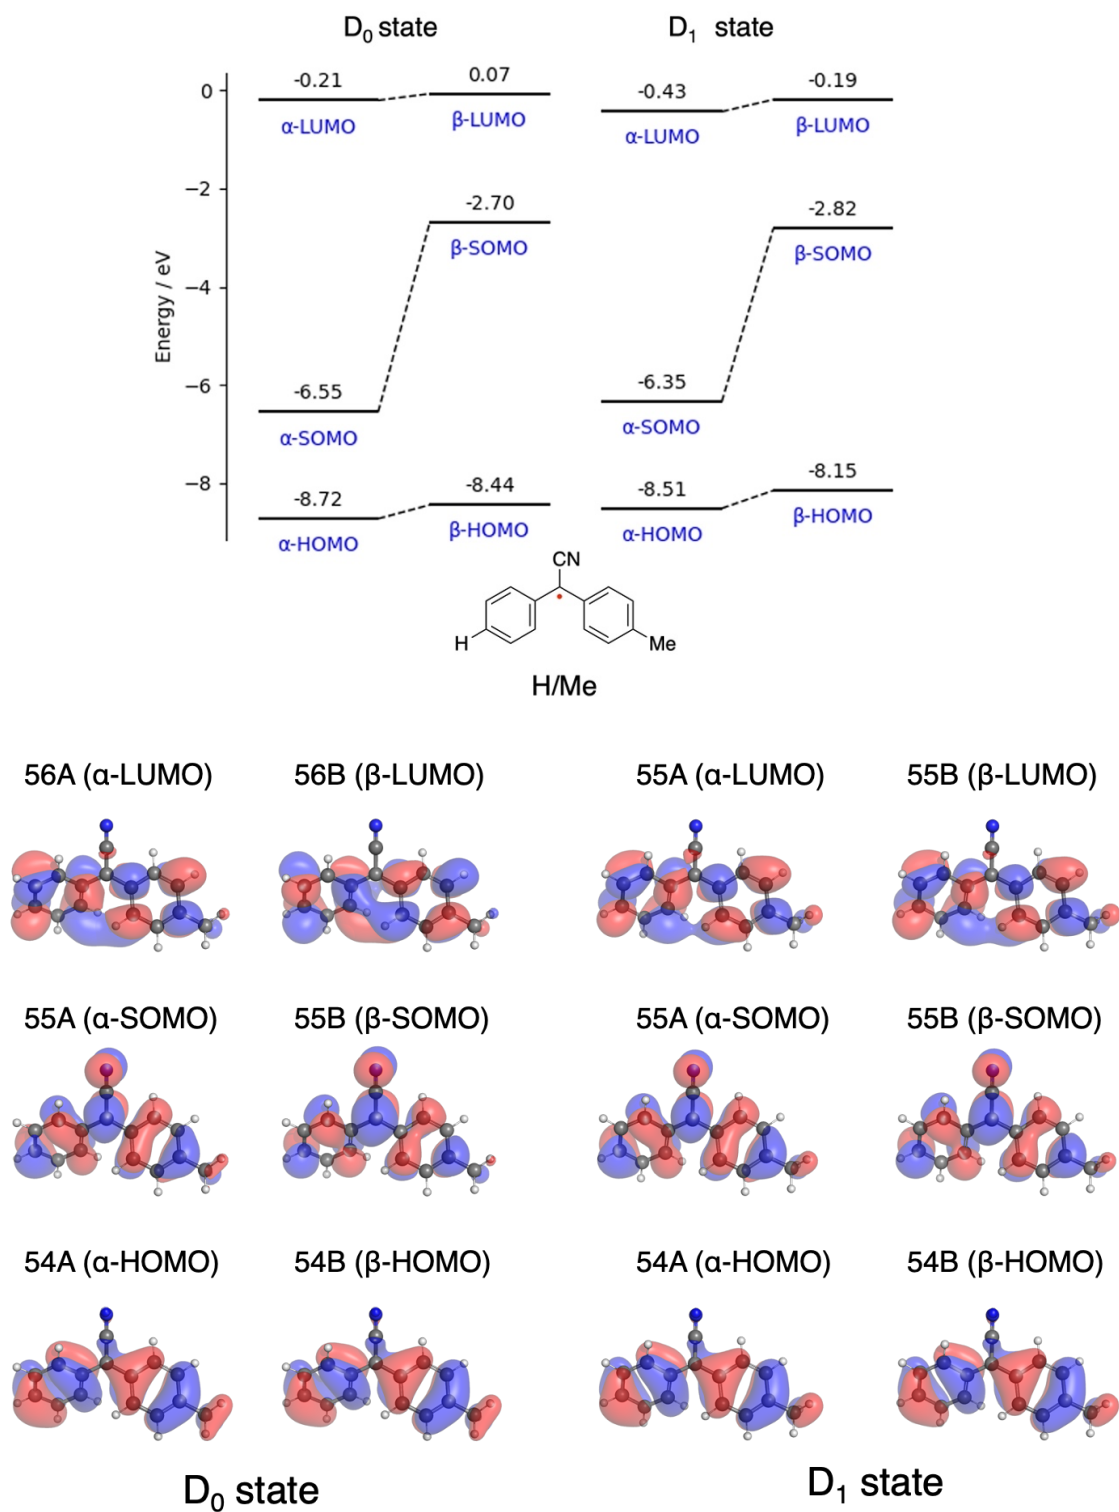 D₀ state D₁ state
Energy / eV
0
−2
−4
−6
−8
-0.21 0.07 -0.43 -0.19
α-LUMO β-LUMO α-LUMO β-LUMO
-2.70 -2.82
β-SOMO β-SOMO
-6.55 -6.35
α-SOMO α-SOMO
-8.72 -8.44 -8.51 -8.15
α-HOMO β-HOMO α-HOMO β-HOMO
CN
H Me
H/Me
56A (α-LUMO) 56B (β-LUMO) 55A (α-LUMO) 55B (β-LUMO)
55A (α-SOMO) 55B (β-SOMO) 55A (α-SOMO) 55B (β-SOMO)
54A (α-HOMO) 54B (β-HOMO) 54A (α-HOMO) 54B (β-HOMO)
D₀ state D₁ state